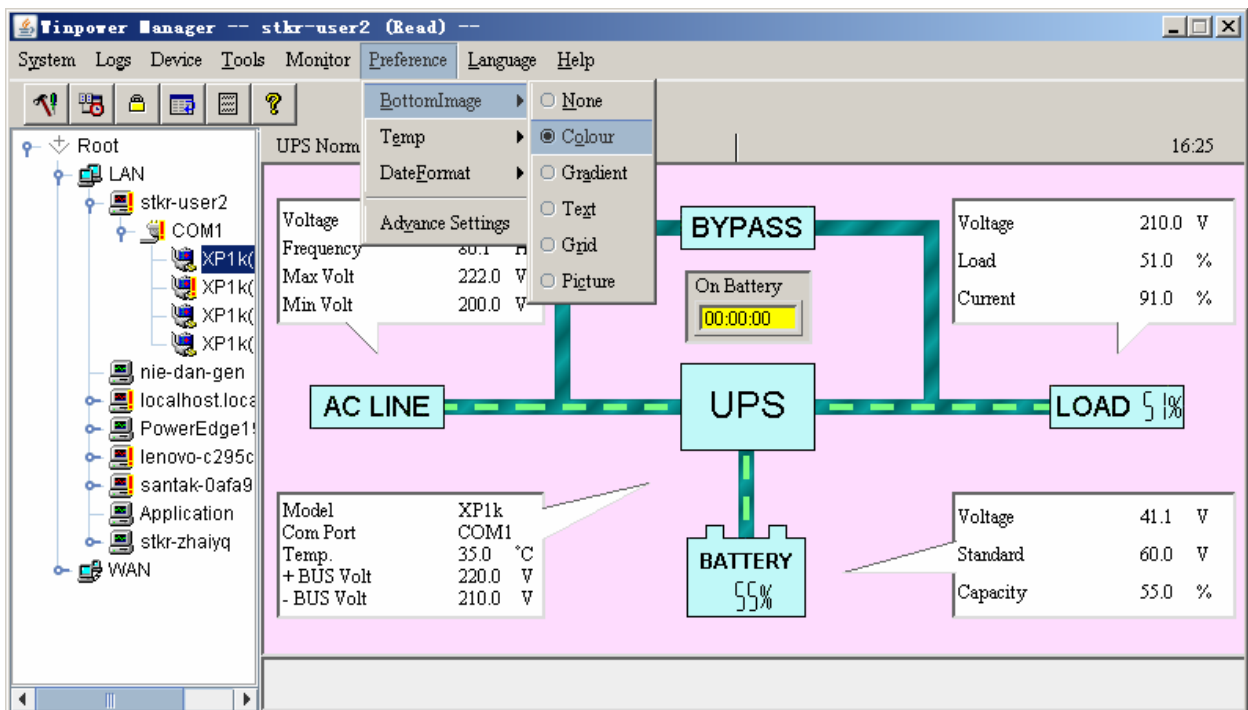 Winpower Manager -- stkr-user2 (Read) --
System Logs Device Tools Monitor Preference Language Help
BottomImage
Temp
DateFormat
Advance Settings
None
Colour
Gradient
Text
Grid
Picture
Root
LAN
stkr-user2
COM1
XP1k(
XP1k(
XP1k(
XP1k(
nie-dan-gen
localhost.loca
PowerEdge1
lenovo-c295c
santak-0afa9
Application
stkr-zhaiyq
WAN
UPS Norm
16:25
Voltage
Frequency
Max Volt 222.0 V
Min Volt 200.0 V
BYPASS
On Battery
00:00:00
Voltage 210.0 V
Load 51.0 %
Current 91.0 %
AC LINE
UPS
LOAD 51%
Model XP1k
Com Port COM1
Temp. 35.0 °C
+ BUS Volt 220.0 V
- BUS Volt 210.0 V
BATTERY
55%
Voltage 41.1 V
Standard 60.0 V
Capacity 55.0 %